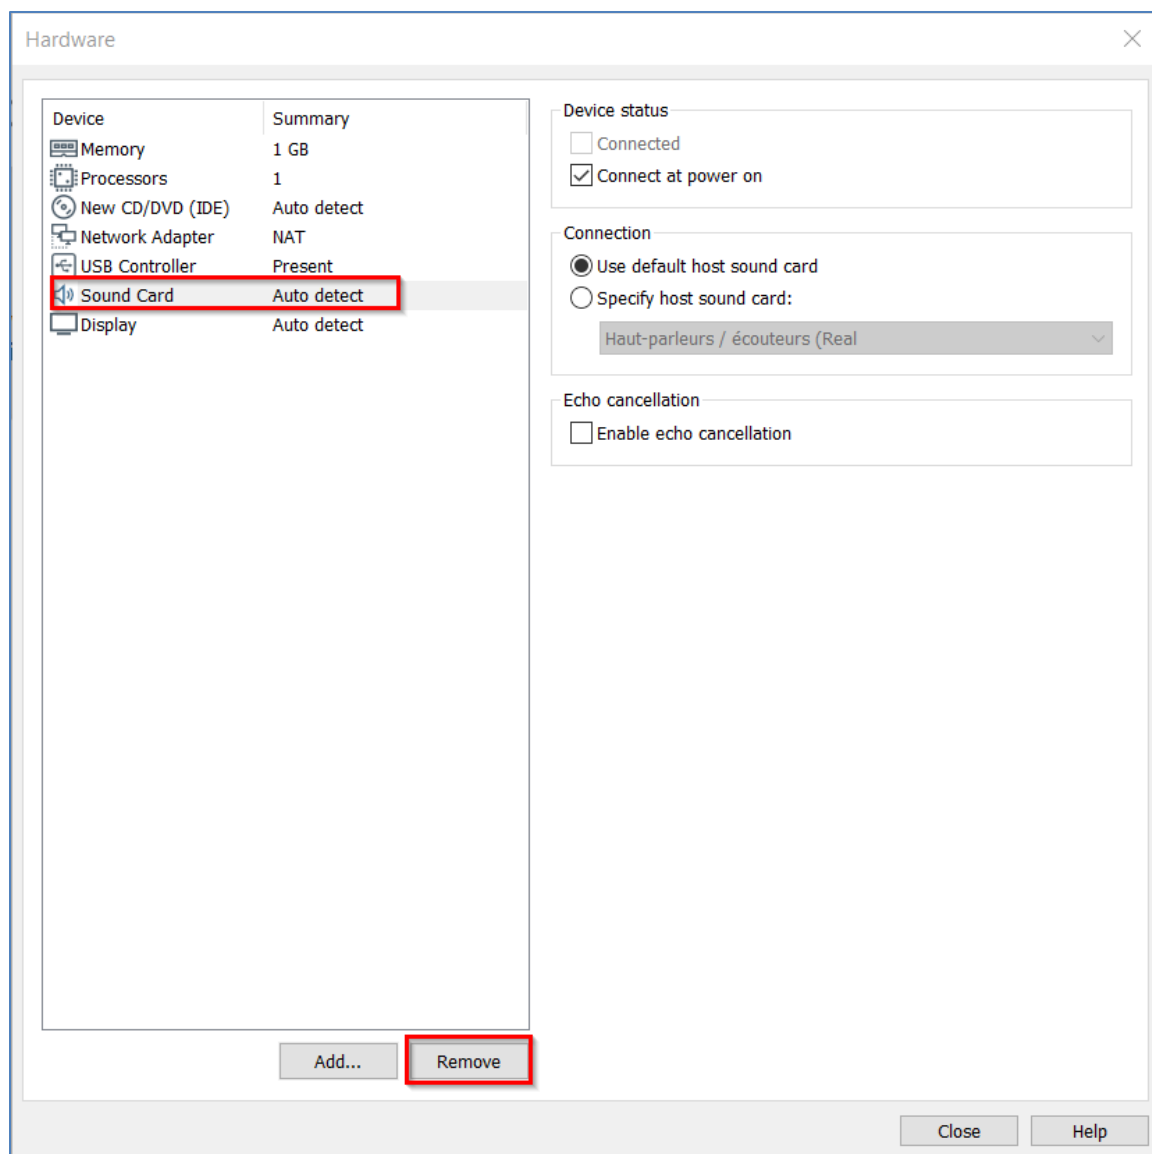 Hardware
Device Summary
Memory 1 GB
Processors 1
New CD/DVD (IDE) Auto detect
Network Adapter NAT
USB Controller Present
Sound Card Auto detect
Display Auto detect
Add...
Remove
Device status
Connected
Connect at power on
Connection
Use default host sound card
Specify host sound card:
Haut-parleurs / écouteurs (Real
Echo cancellation
Enable echo cancellation
Close
Help